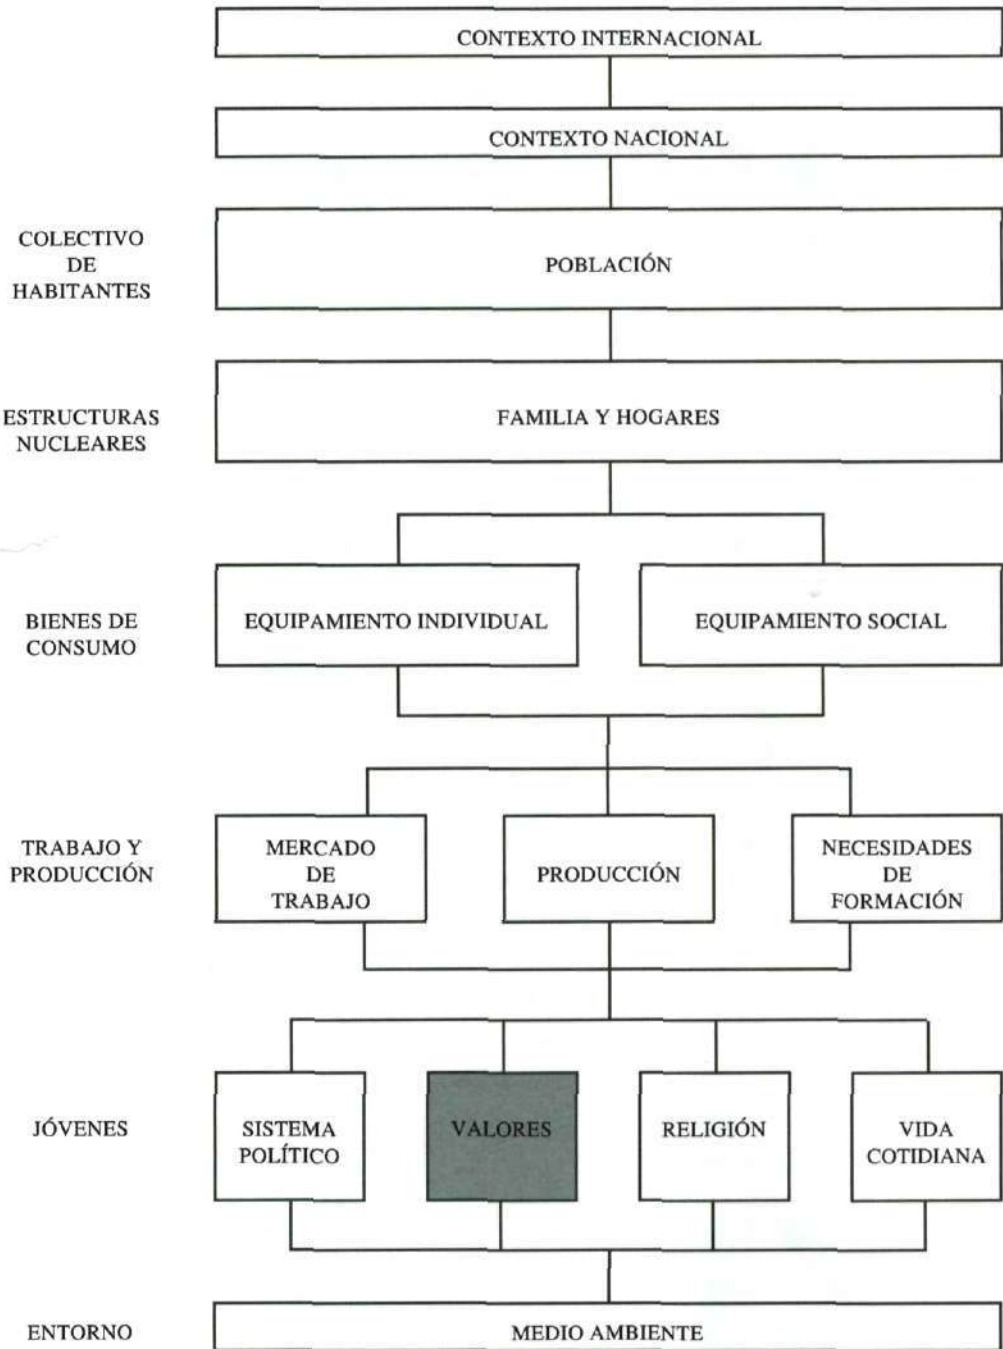 CONTEXTO INTERNACIONAL
CONTEXTO NACIONAL
COLECTIVO
DE
HABITANTES
POBLACIÓN
ESTRUCTURAS
NUCLEARES
FAMILIA Y HOGARES
BIENES DE
CONSUMO
EQUIPAMIENTO INDIVIDUAL
EQUIPAMIENTO SOCIAL
TRABAJO Y
PRODUCCIÓN
MERCADO
DE
TRABAJO
PRODUCCIÓN
NECESIDADES
DE
FORMACIÓN
JÓVENES
SISTEMA
POLÍTICO
VALORES
RELIGIÓN
VIDA
COTIDIANA
ENTORNO
MEDIO AMBIENTE